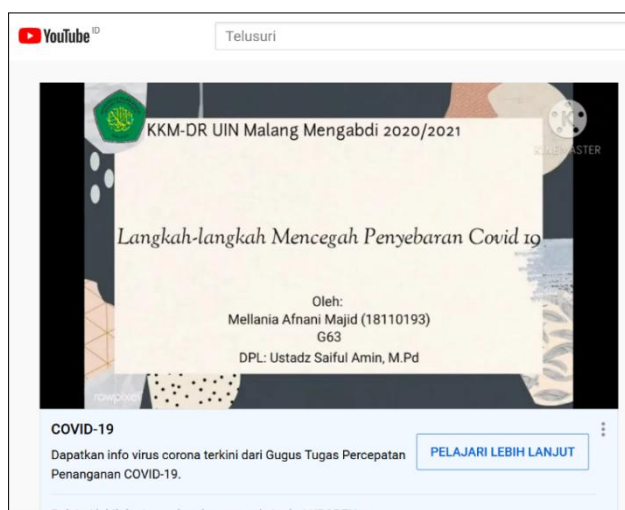 YouTube ID
Telusuri
KKM-DR UIN Malang Mengabdi 2020/2021
KINEMASTER
Langkah-langkah Mencegah Penyebaran Covid 19
Oleh:
Mellania Afnani Majid (18110193)
G63
DPL: Ustadz Saiful Amin, M.Pd
rawpixel
COVID-19
Dapatkan info virus corona terkini dari Gugus Tugas Percepatan
Penanganan COVID-19.
PELAJARI LEBIH LANJUT